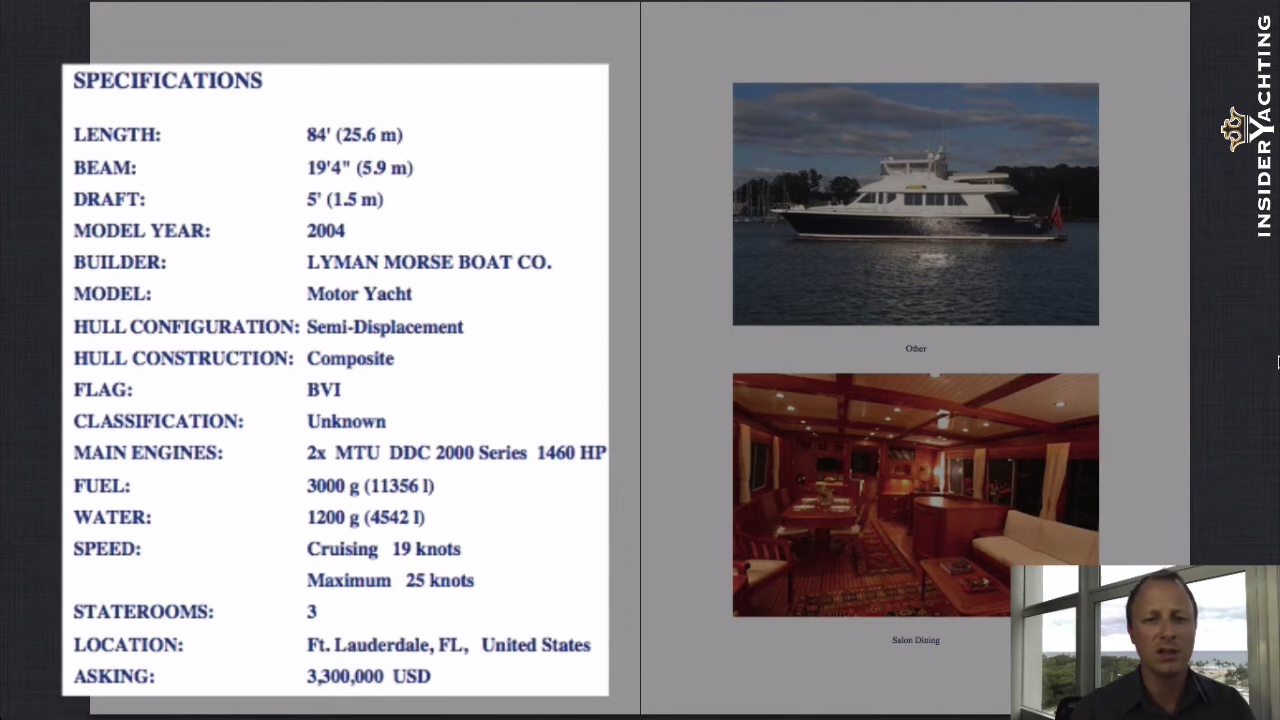 SPECIFICATIONS
LENGTH: 84' (25.6 m)
BEAM: 19'4" (5.9 m)
DRAFT: 5' (1.5 m)
MODEL YEAR: 2004
BUILDER: LYMAN MORSE BOAT CO.
MODEL: Motor Yacht
HULL CONFIGURATION: Semi-Displacement
HULL CONSTRUCTION: Composite
FLAG: BVI
CLASSIFICATION: Unknown
MAIN ENGINES: 2x MTU DDC 2000 Series 1460 HP
FUEL: 3000 g (11356 l)
WATER: 1200 g (4542 l)
SPEED: Cruising 19 knots
Maximum 25 knots
STATEROOMS: 3
LOCATION: Ft. Lauderdale, FL, United States
ASKING: 3,300,000 USD
Other
Salon Dining
INSIDERYACHTING